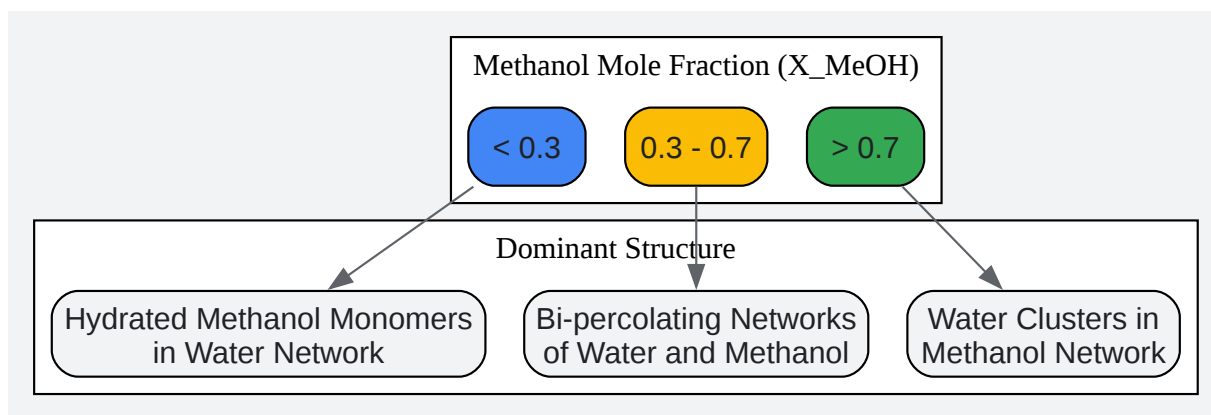 Methanol Mole Fraction (X_MeOH)
< 0.3
0.3 - 0.7
> 0.7
Dominant Structure
Hydrated Methanol Monomers
in Water Network
Bi-percolating Networks
of Water and Methanol
Water Clusters in
Methanol Network